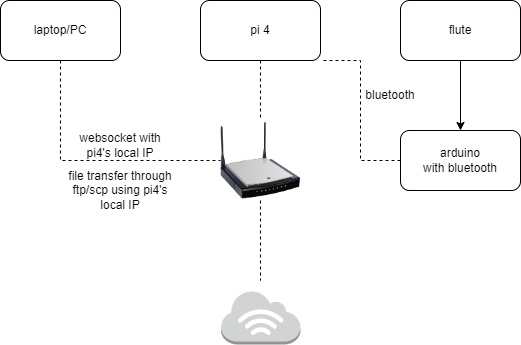 laptop/PC
pi 4
flute
bluetooth
websocket with
pi4's local IP
file transfer through
ftp/scp using pi4's
local IP
arduino
with bluetooth